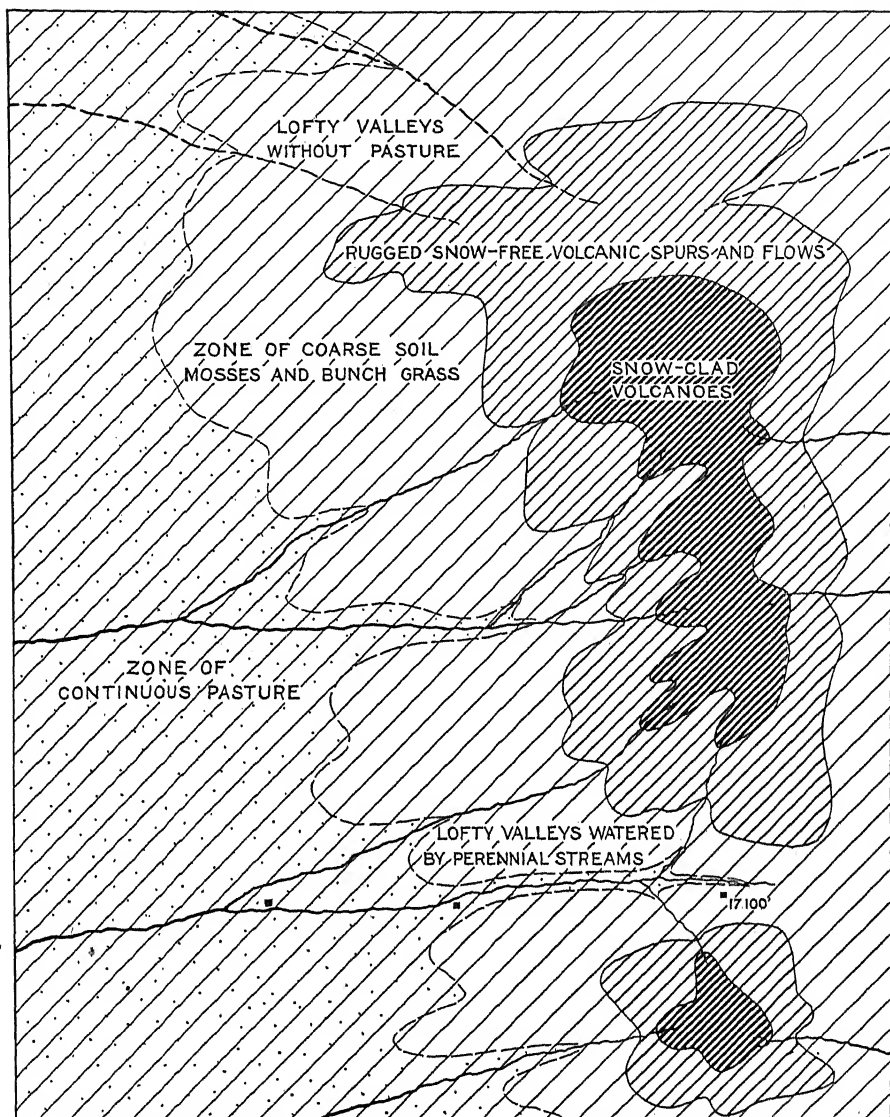 LOFTY VALLEYS
WITHOUT PASTURE
RUGGED SNOW-FREE VOLCANIC SPURS AND FLOWS
ZONE OF COARSE SOIL
MOSSES AND BUNCH GRASS
SNOW-CLAD
VOLCANOES
ZONE OF
CONTINUOUS PASTURE
LOFTY VALLEYS WATERED
BY PERENNIAL STREAMS
17.100'